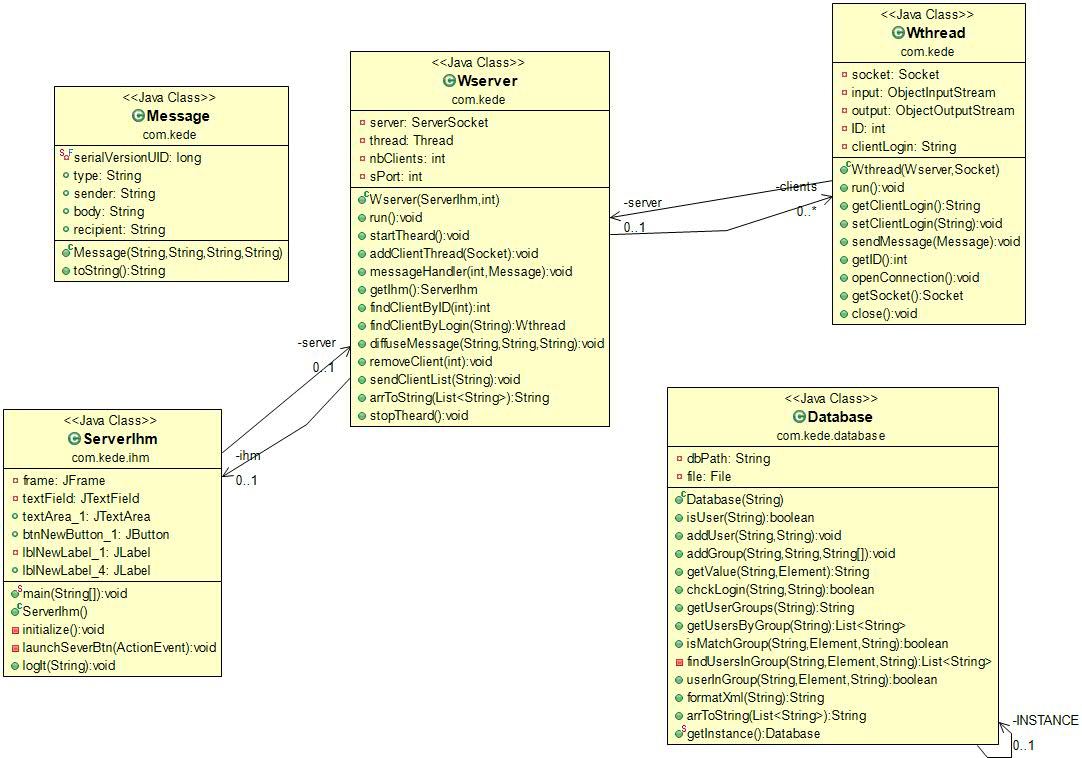 <<Java Class>>
Message
com.kede
serialVersionUID: long
type: String
sender: String
body: String
recipient: String
Message(String,String,String,String)
toString():String
<<Java Class>>
Wserver
com.kede
server: ServerSocket
thread: Thread
nbClients: int
sPort: int
Wserver(ServerIhm,int)
run():void
startTheard():void
addClientThread(Socket):void
messageHandler(int,Message):void
getIhm():ServerIhm
findClientByID(int):int
findClientByLogin(String):Wthread
diffuseMessage(String,String,String):void
removeClient(int):void
sendClientList(String):void
arrToString(List<String>):String
stopTheard():void
<<Java Class>>
Wthread
com.kede
socket: Socket
input: ObjectInputStream
output: ObjectOutputStream
ID: int
clientLogin: String
Wthread(Wserver,Socket)
run():void
getClientLogin():String
setClientLogin(String):void
sendMessage(Message):void
getID():int
openConnection():void
getSocket():Socket
close():void
-clients
0..*
-server
0..1
-server
0..1
-ihm
0..1
<<Java Class>>
ServerIhm
com.kede.ihm
frame: JFrame
textField: JTextField
textArea_1: JTextArea
btnNewButton_1: JButton
lblNewLabel_1: JLabel
lblNewLabel_4: JLabel
main(String[]):void
ServerIhm()
initialize():void
launchSeverBtn(ActionEvent):void
logIt(String):void
<<Java Class>>
Database
com.kede.database
dbPath: String
file: File
Database(String)
isUser(String):boolean
addUser(String,String):void
addGroup(String,String,String[]):void
getValue(String,Element):String
chckLogin(String,String):boolean
getUserGroups(String):String
getUsersByGroup(String):List<String>
isMatchGroup(String,Element,String):boolean
findUsersInGroup(String,Element,String):List<String>
userInGroup(String,Element,String):boolean
formatXml(String):String
arrToString(List<String>):String
getInstance():Database
-INSTANCE
0..1